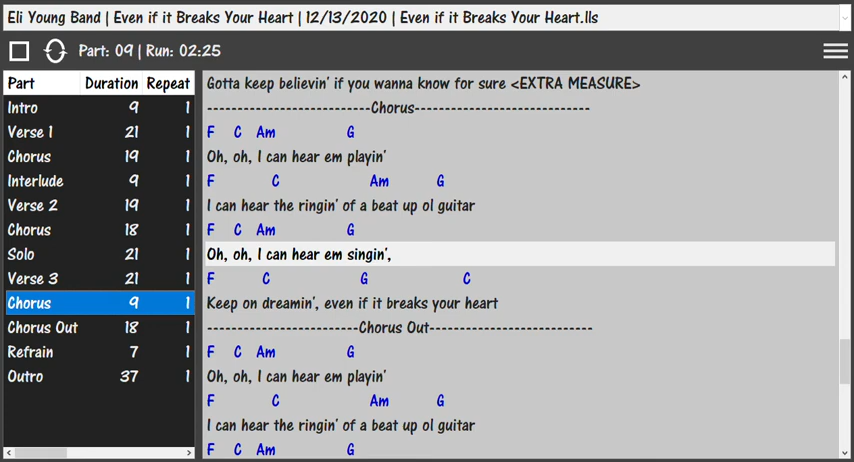 Eli Young Band | Even if it Breaks Your Heart | 12/13/2020 | Even if it Breaks Your Heart.lls
Part: 09 | Run: 02:25
Part Duration Repeat
Intro 9 1
Verse 1 21 1
Chorus 19 1
Interlude 9 1
Verse 2 19 1
Chorus 18 1
Solo 21 1
Verse 3 21 1
Chorus 9 1
Chorus Out 18 1
Refrain 7 1
Outro 37 1
Gotta keep believin' if you wanna know for sure <EXTRA MEASURE>
---------------------------Chorus-----------------------------
F C Am G
Oh, oh, I can hear em playin'
F C Am G
I can hear the ringin' of a beat up ol guitar
F C Am G
Oh, oh, I can hear em singin',
F C G C
Keep on dreamin', even if it breaks your heart
-------------------------Chorus Out---------------------------
F C Am G
Oh, oh, I can hear em playin'
F C Am G
I can hear the ringin' of a beat up ol guitar
F C Am G